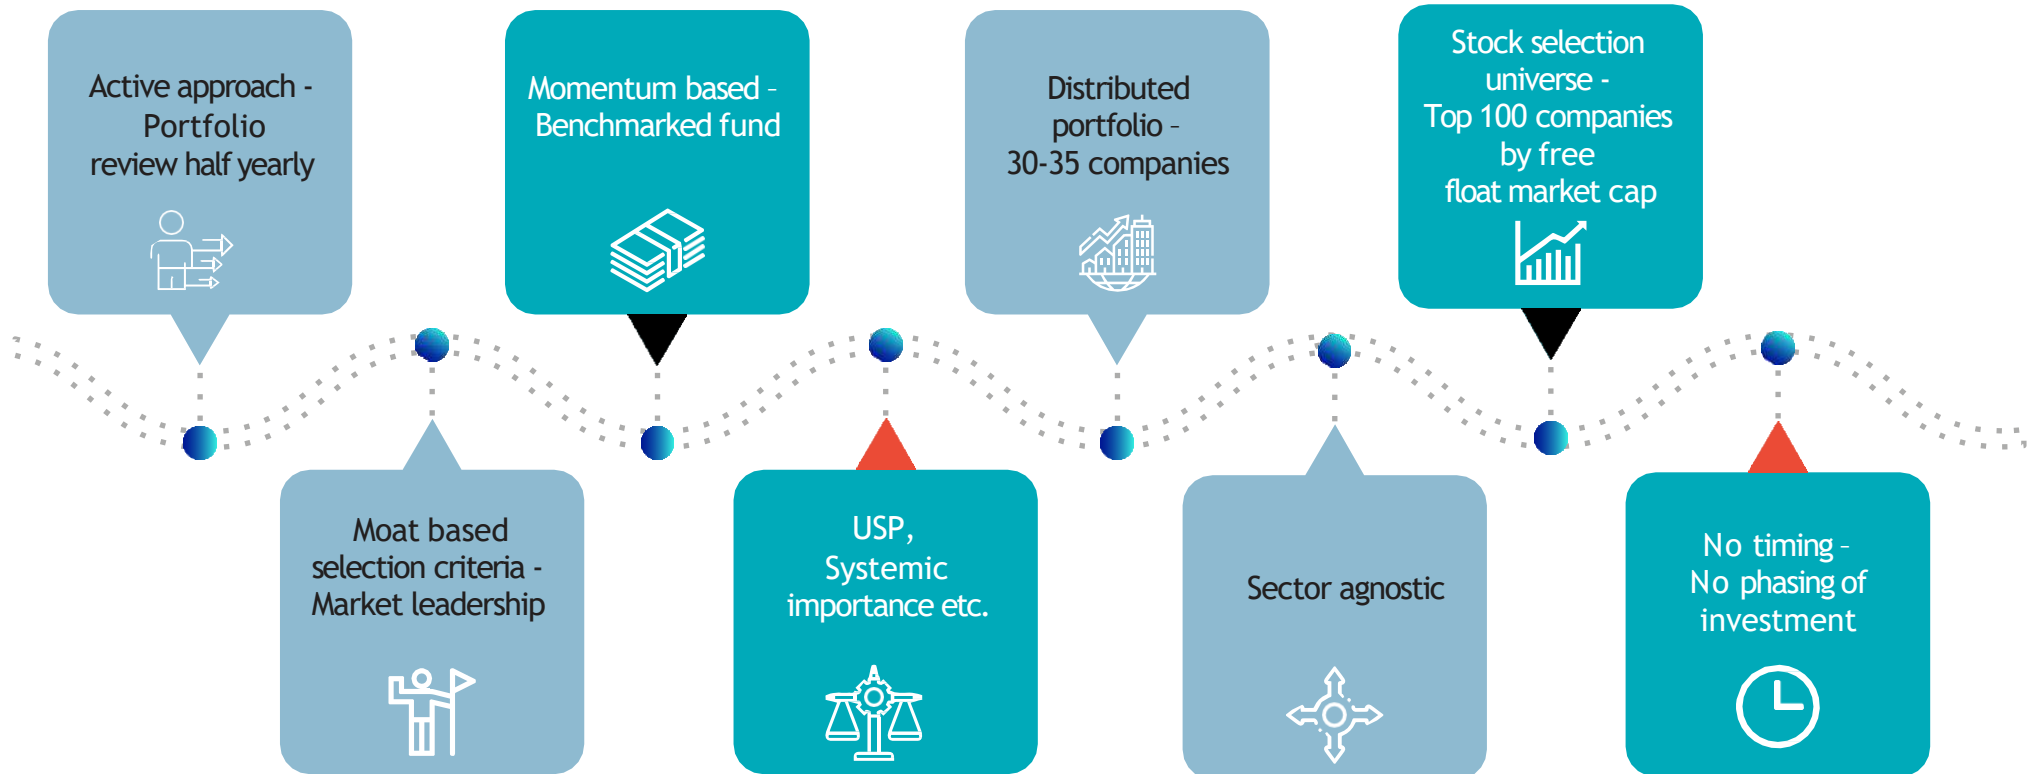 Active approach -
Portfolio
review half yearly
Moat based
selection criteria -
Market leadership
Momentum based –
Benchmarked fund
USP,
Systemic
importance etc.
Distributed
portfolio –
30-35 companies
Sector agnostic
Stock selection
universe -
Top 100 companies
by free
float market cap
No timing –
No phasing of
investment